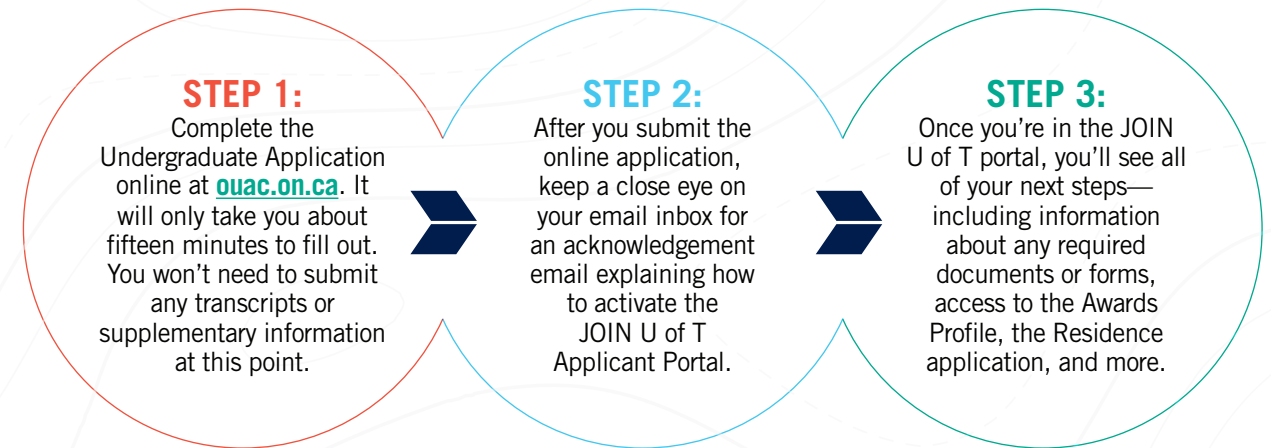 STEP 1:
Complete the
Undergraduate Application
online at ouac.on.ca. It
will only take you about
fifteen minutes to fill out.
You won’t need to submit
any transcripts or
supplementary information
at this point.
STEP 2:
After you submit the
online application,
keep a close eye on
your email inbox for
an acknowledgement
email explaining how
to activate the
JOIN U of T
Applicant Portal.
STEP 3:
Once you’re in the JOIN
U of T portal, you’ll see all
of your next steps—
including information
about any required
documents or forms,
access to the Awards
Profile, the Residence
application, and more.